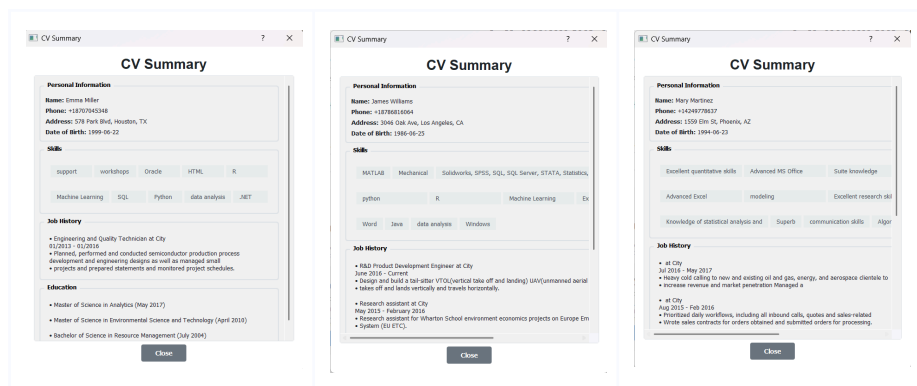 CV Summary
?
×
CV Summary
Personal Information
Name: Emma Miller
Phone: +18707045348
Address: 578 Park Blvd, Houston, TX
Date of Birth: 1999-06-22
Skills
support workshops Oracle HTML R
Machine Learning SQL Python data analysis .NET
Job History
• Engineering and Quality Technician at City
01/2013 - 01/2016
• Planned, performed and conducted semiconductor production process
development and engineering designs as well as managed small
• projects and prepared statements and monitored project schedules.
Education
• Master of Science in Analytics (May 2017)
• Master of Science in Environmental Science and Technology (April 2010)
• Bachelor of Science in Resource Management (July 2004)
Close
CV Summary
?
×
CV Summary
Personal Information
Name: James Williams
Phone: +18786816064
Address: 3046 Oak Ave, Los Angeles, CA
Date of Birth: 1986-06-25
Skills
MATLAB Mechanical Solidworks, SPSS, SQL, SQL Server, STATA, Statistics,
python R Machine Learning Ex
Word Java data analysis Windows
Job History
• R&D Product Development Engineer at City
June 2016 - Current
• Design and build a tail-sitter VTOL(vertical take off and landing) UAV(unmanned aerial
• takes off and lands vertically and travels horizontally.
• Research assistant at City
May 2015 - February 2016
• Research assistant for Wharton School environment economics projects on Europe Em
• System (EU ETC).
Close
CV Summary
?
×
CV Summary
Personal Information
Name: Mary Martinez
Phone: +14249778637
Address: 1559 Elm St, Phoenix, AZ
Date of Birth: 1994-06-23
Skills
Excellent quantitative skills Advanced MS Office Suite knowledge
Advanced Excel modeling Excellent research skil
Knowledge of statistical analysis and Superb communication skills Algor
Job History
• at City
Jul 2016 - May 2017
• Heavy cold calling to new and existing oil and gas, energy, and aerospace clientele to
• increase revenue and market penetration Managed a
• at City
Aug 2015 - Feb 2016
• Prioritized daily workflows, including all inbound calls, quotes and sales-related
• Wrote sales contracts for orders obtained and submitted orders for processing.
Close